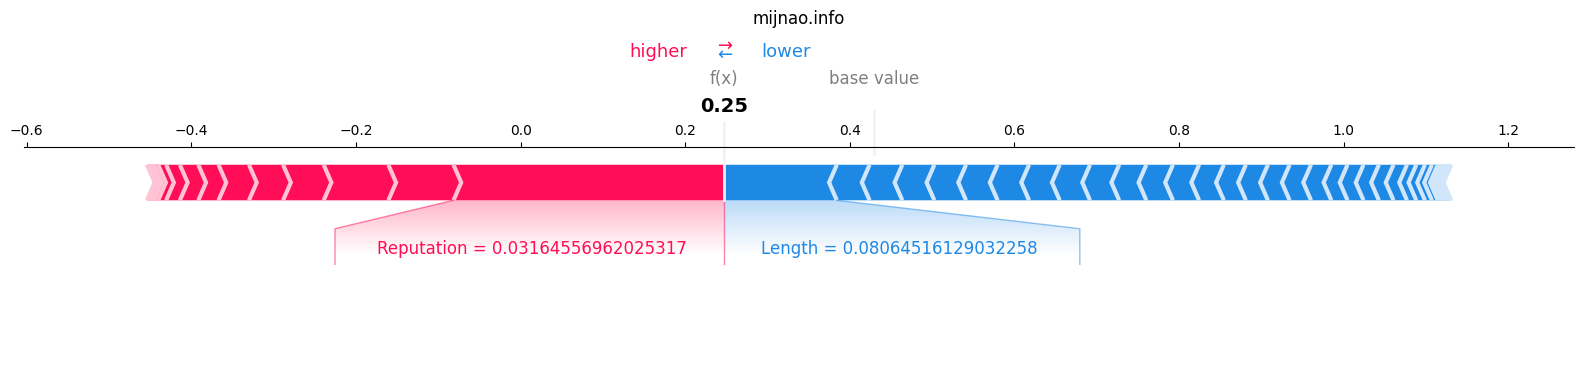 mijnao.info
higher ⇄ lower
f(x) base value
0.25
−0.6 −0.4 −0.2 0.0 0.2 0.4 0.6 0.8 1.0 1.2
Reputation = 0.03164556962025317 Length = 0.08064516129032258